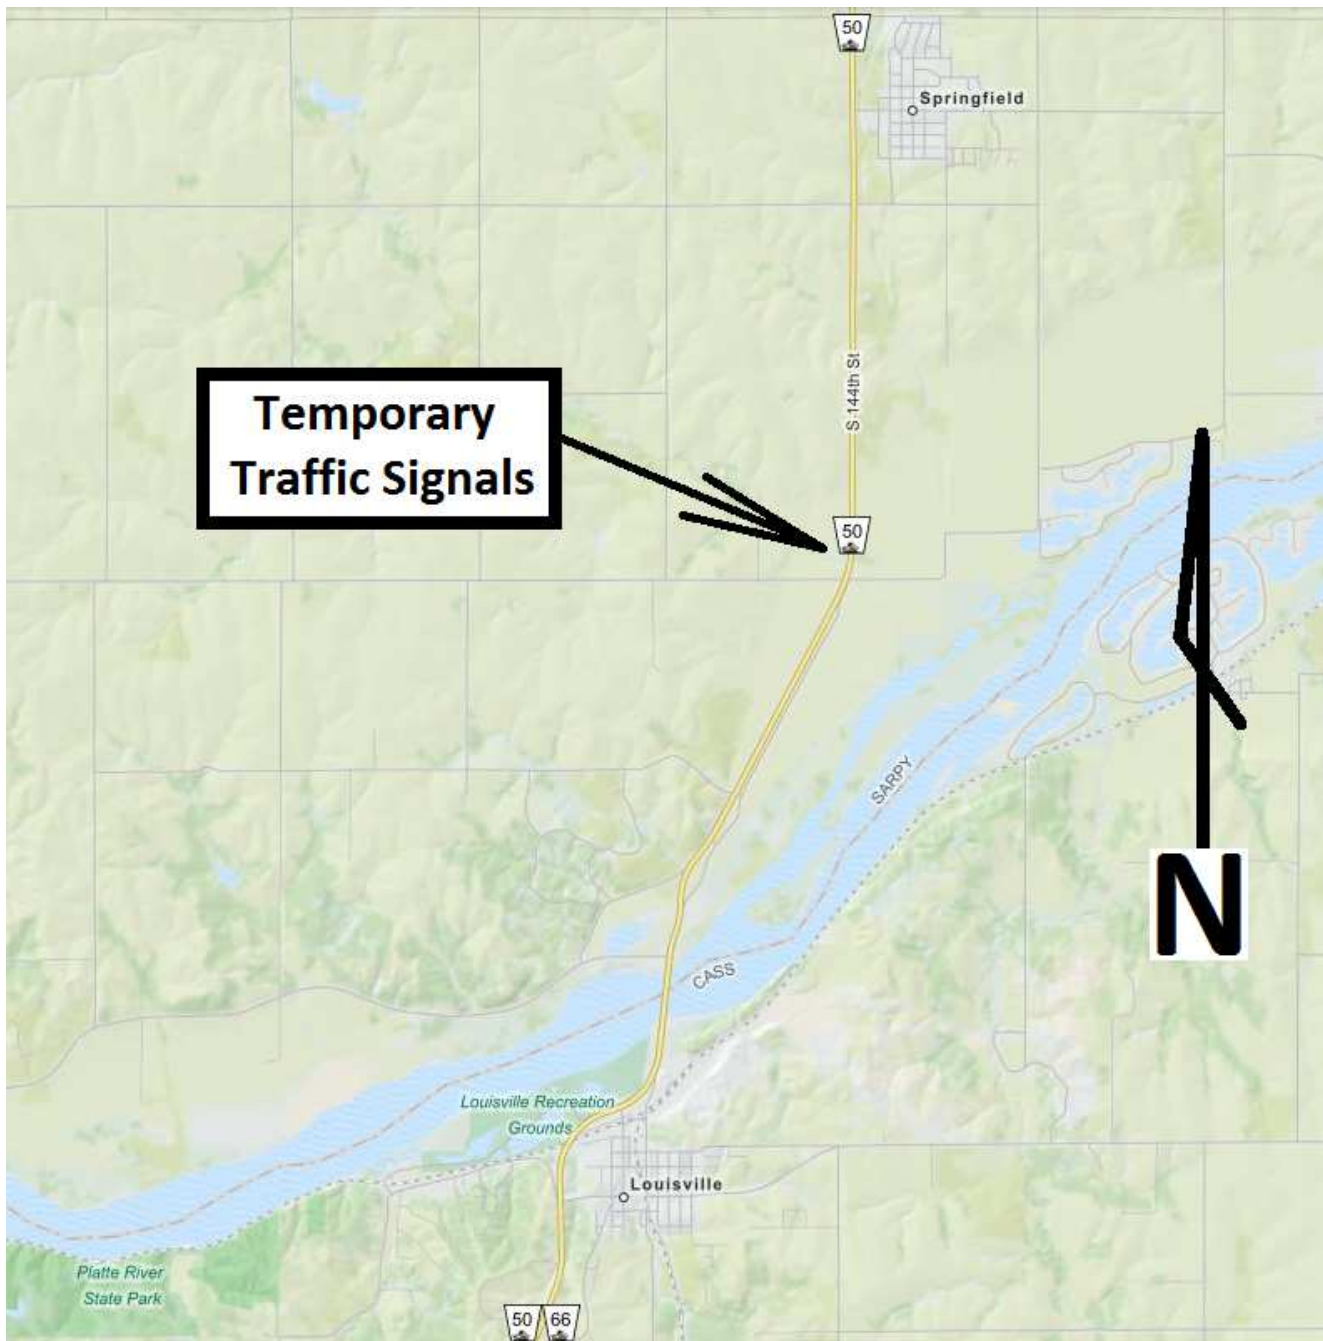 50
Springfield
S 144th St
Temporary
Traffic Signals
50
SARPY
CASS
N
Louisville Recreation
Grounds
Louisville
Platte River
State Park
50 66